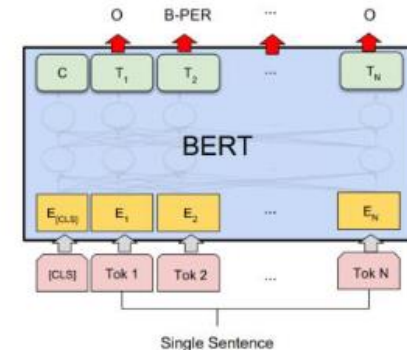 O B-PER ... O
C T1 T2 ... TN
BERT
E[CLS] E1 E2 ... EN
[CLS] Tok 1 Tok 2 ... Tok N
Single Sentence